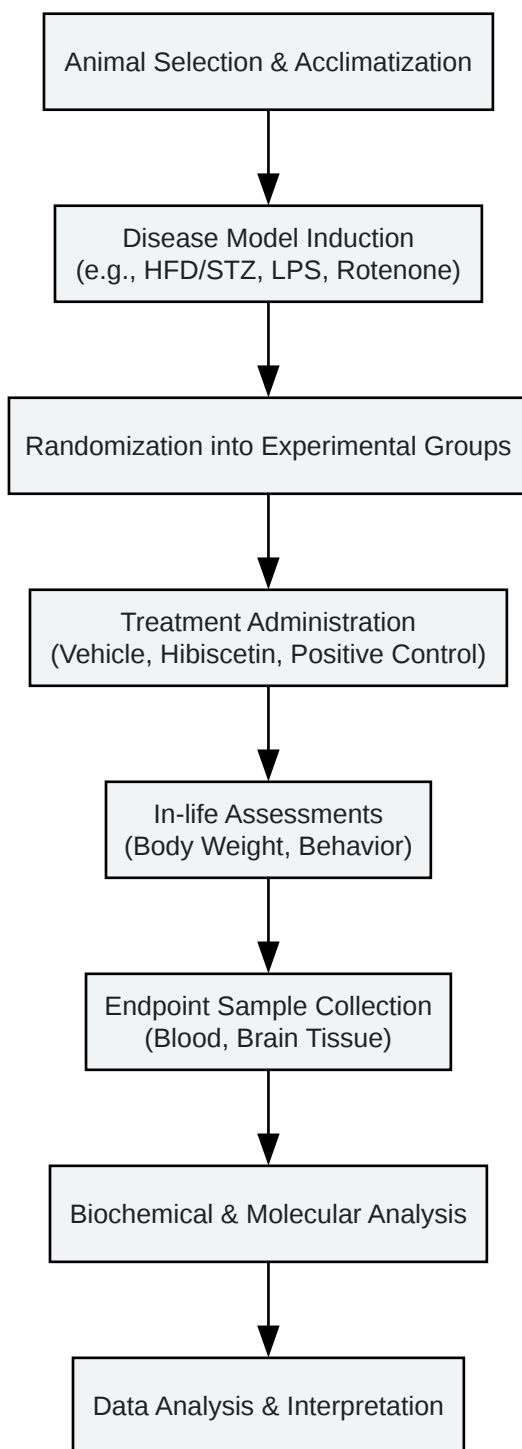 Animal Selection & Acclimatization
Disease Model Induction
(e.g., HFD/STZ, LPS, Rotenone)
Randomization into Experimental Groups
Treatment Administration
(Vehicle, Hibiscetin, Positive Control)
In-life Assessments
(Body Weight, Behavior)
Endpoint Sample Collection
(Blood, Brain Tissue)
Biochemical & Molecular Analysis
Data Analysis & Interpretation